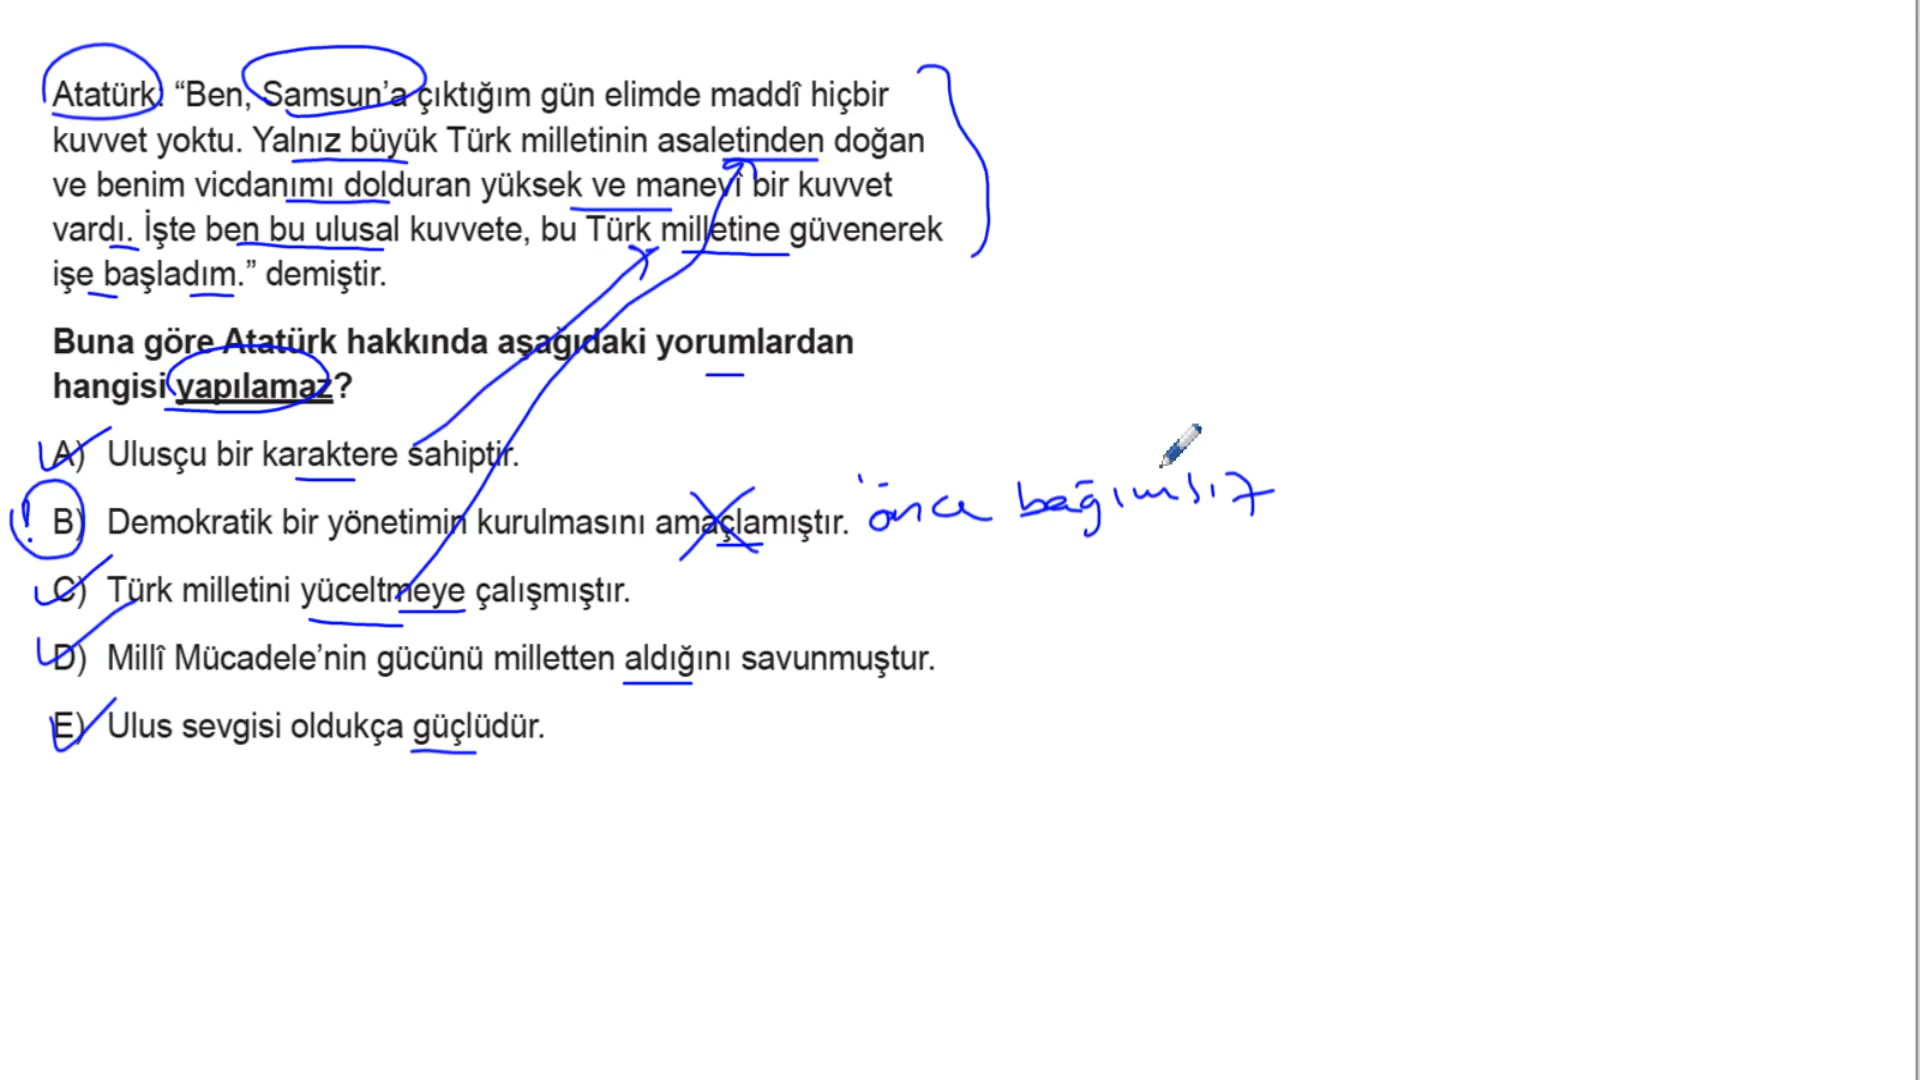 Atatürk: “Ben, Samsun’a çıktığım gün elimde maddî hiçbir
kuvvet yoktu. Yalnız büyük Türk milletinin asaletinden doğan
ve benim vicdanımı dolduran yüksek ve manevî bir kuvvet
vardı. İşte ben bu ulusal kuvvete, bu Türk milletine güvenerek
işe başladım.” demiştir.
Buna göre Atatürk hakkında aşağıdaki yorumlardan
hangisi yapılamaz?
A) Ulusçu bir karaktere sahiptir.
! B) Demokratik bir yönetimin kurulmasını amaçlamıştır. önce bağımsız
C) Türk milletini yüceltmeye çalışmıştır.
D) Millî Mücadele’nin gücünü milletten aldığını savunmuştur.
E) Ulus sevgisi oldukça güçlüdür.